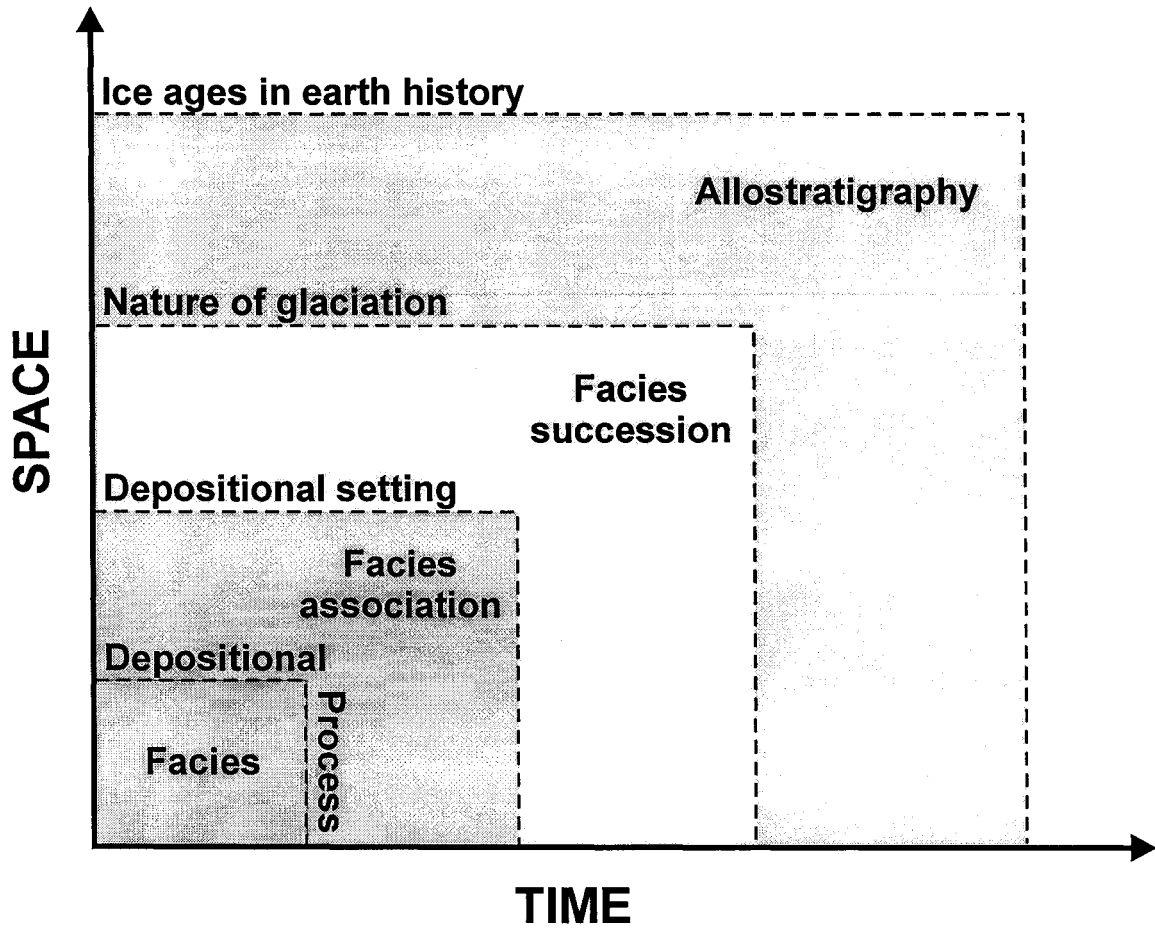 Ice ages in earth history
Allostratigraphy
Nature of glaciation
Facies
succession
Depositional setting
Facies
association
Depositional
Process
Facies
SPACE
TIME